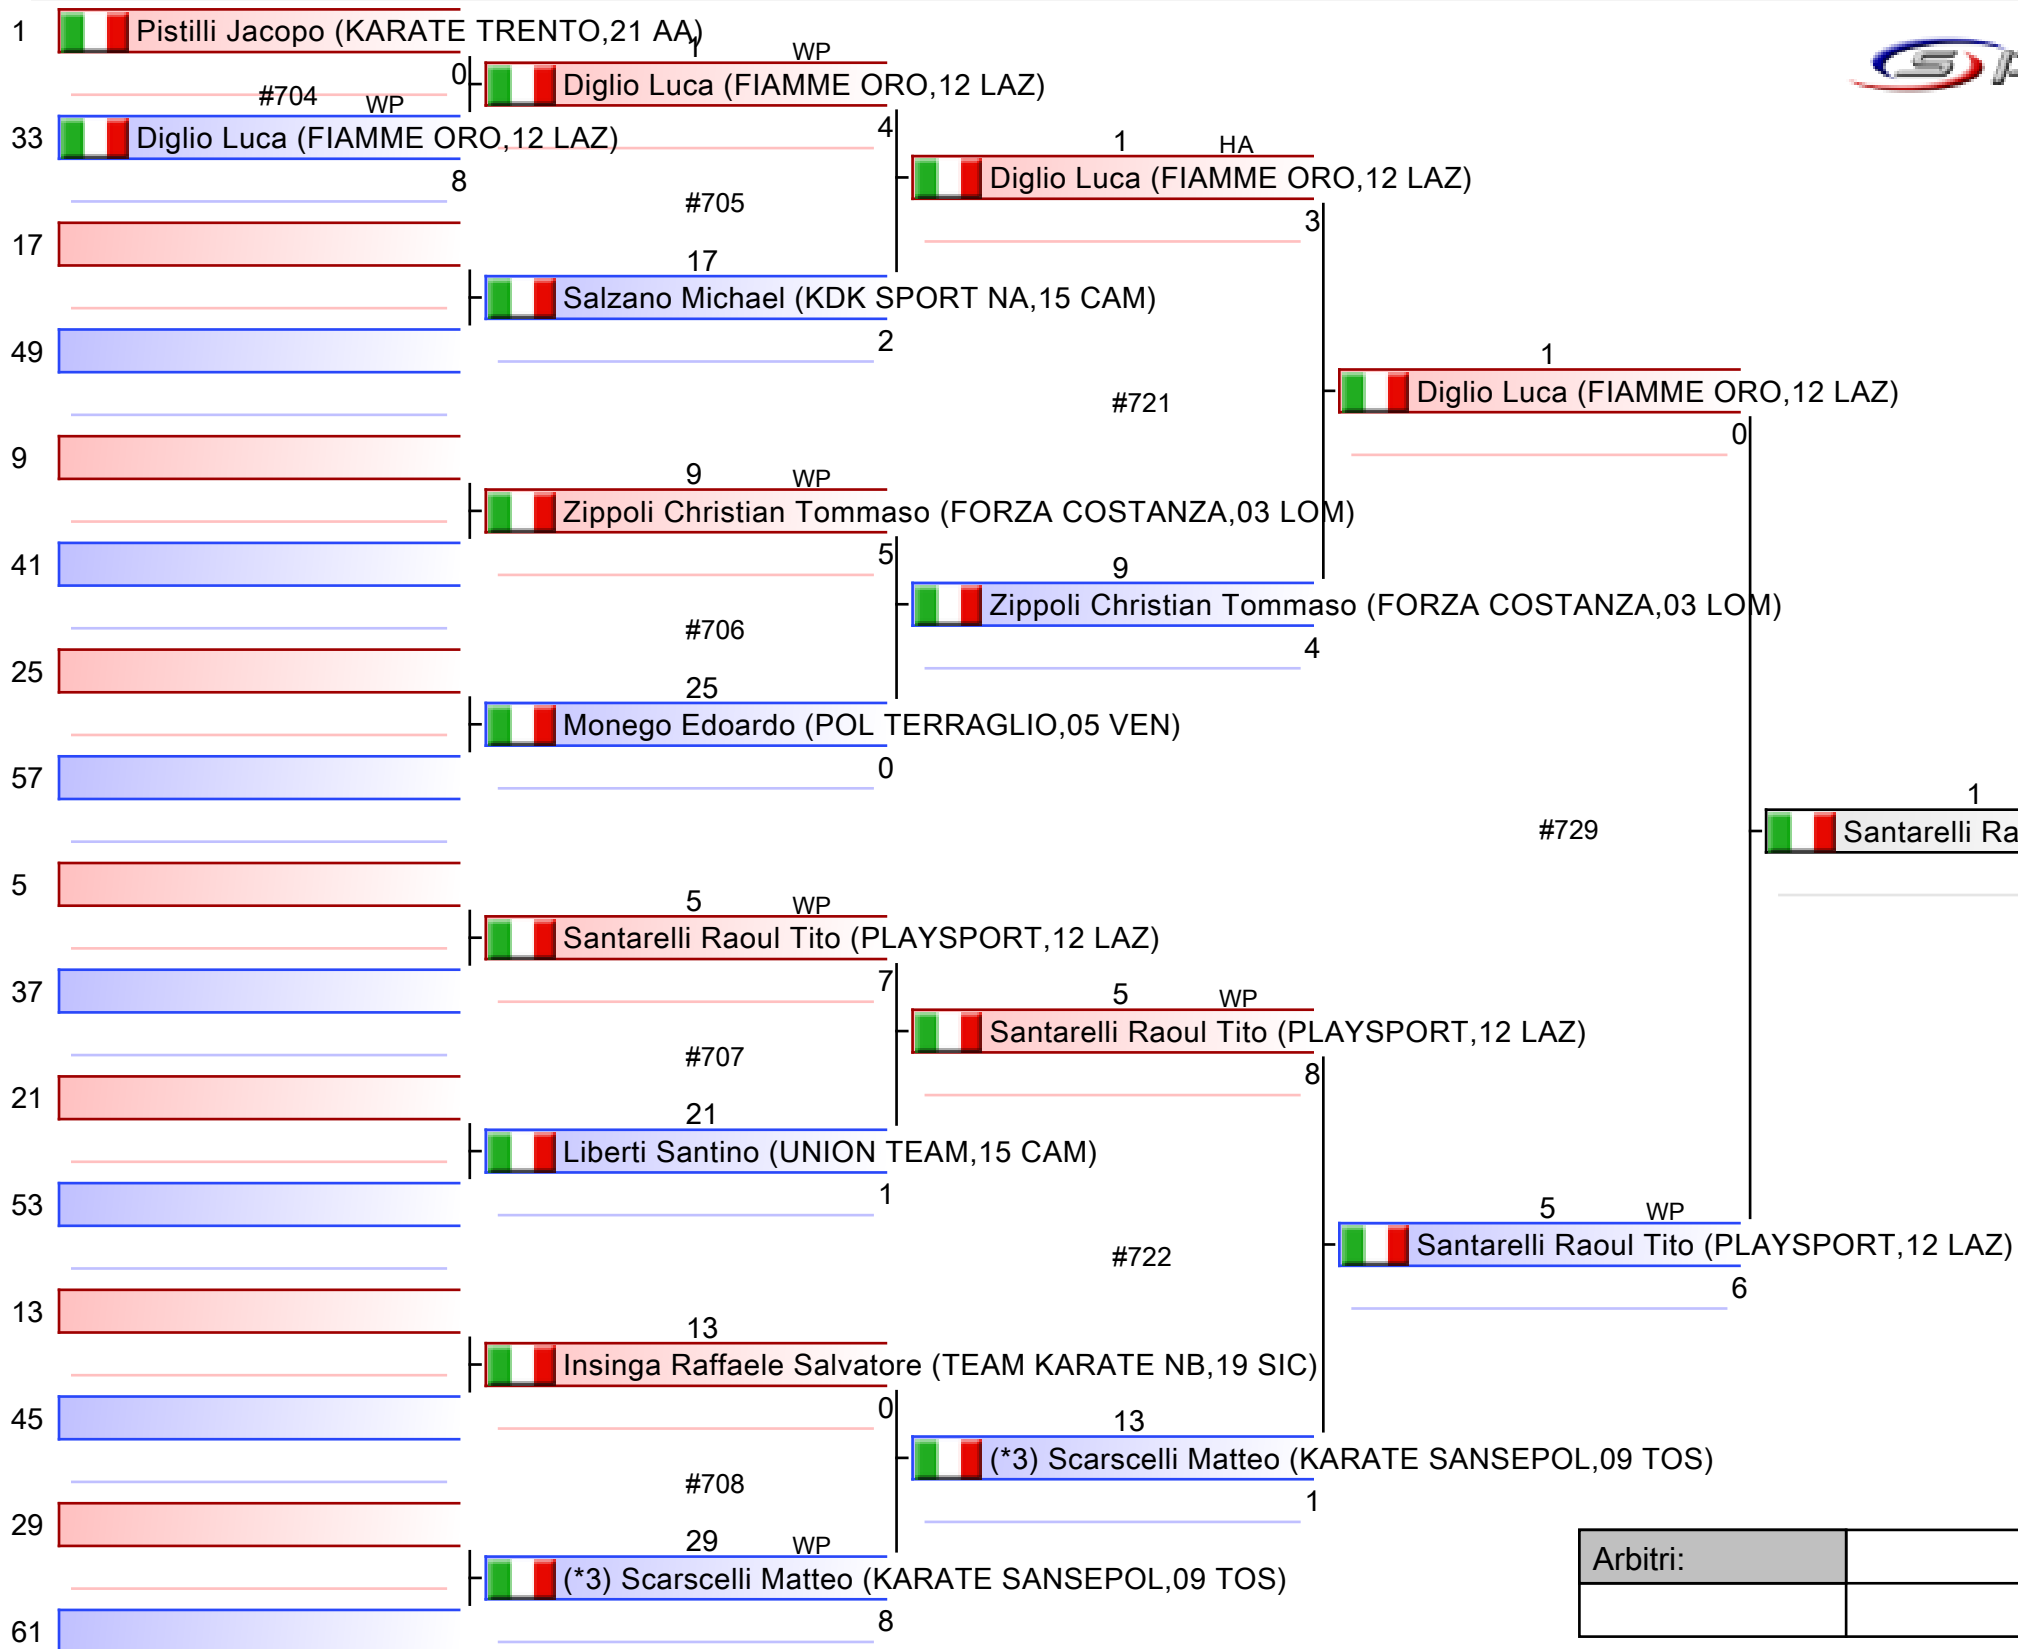 1 Pistilli Jacopo (KARATE TRENTO,21 AA)
0
#704 WP
33 Diglio Luca (FIAMME ORO,12 LAZ)
8
17
49
9
41
25
57
5
37
21
53
13
45
29
61
1 WP
Diglio Luca (FIAMME ORO,12 LAZ)
4
#705
17
Salzano Michael (KDK SPORT NA,15 CAM)
2
9 WP
Zippoli Christian Tommaso (FORZA COSTANZA,03 LOM)
5
#706
25
Monego Edoardo (POL TERRAGLIO,05 VEN)
0
5 WP
Santarelli Raoul Tito (PLAYSPORT,12 LAZ)
7
#707
21
Liberti Santino (UNION TEAM,15 CAM)
1
13
Insinga Raffaele Salvatore (TEAM KARATE NB,19 SIC)
0
#708
29 WP
(*3) Scarscelli Matteo (KARATE SANSEPOL,09 TOS)
8
1 HA
Diglio Luca (FIAMME ORO,12 LAZ)
3
#721
9
Zippoli Christian Tommaso (FORZA COSTANZA,03 LOM)
4
5 WP
Santarelli Raoul Tito (PLAYSPORT,12 LAZ)
8
#722
13
(*3) Scarscelli Matteo (KARATE SANSEPOL,09 TOS)
1
1
Diglio Luca (FIAMME ORO,12 LAZ)
0
#729
5 WP
Santarelli Raoul Tito (PLAYSPORT,12 LAZ)
6
1
Santarelli Ra
Arbitri: